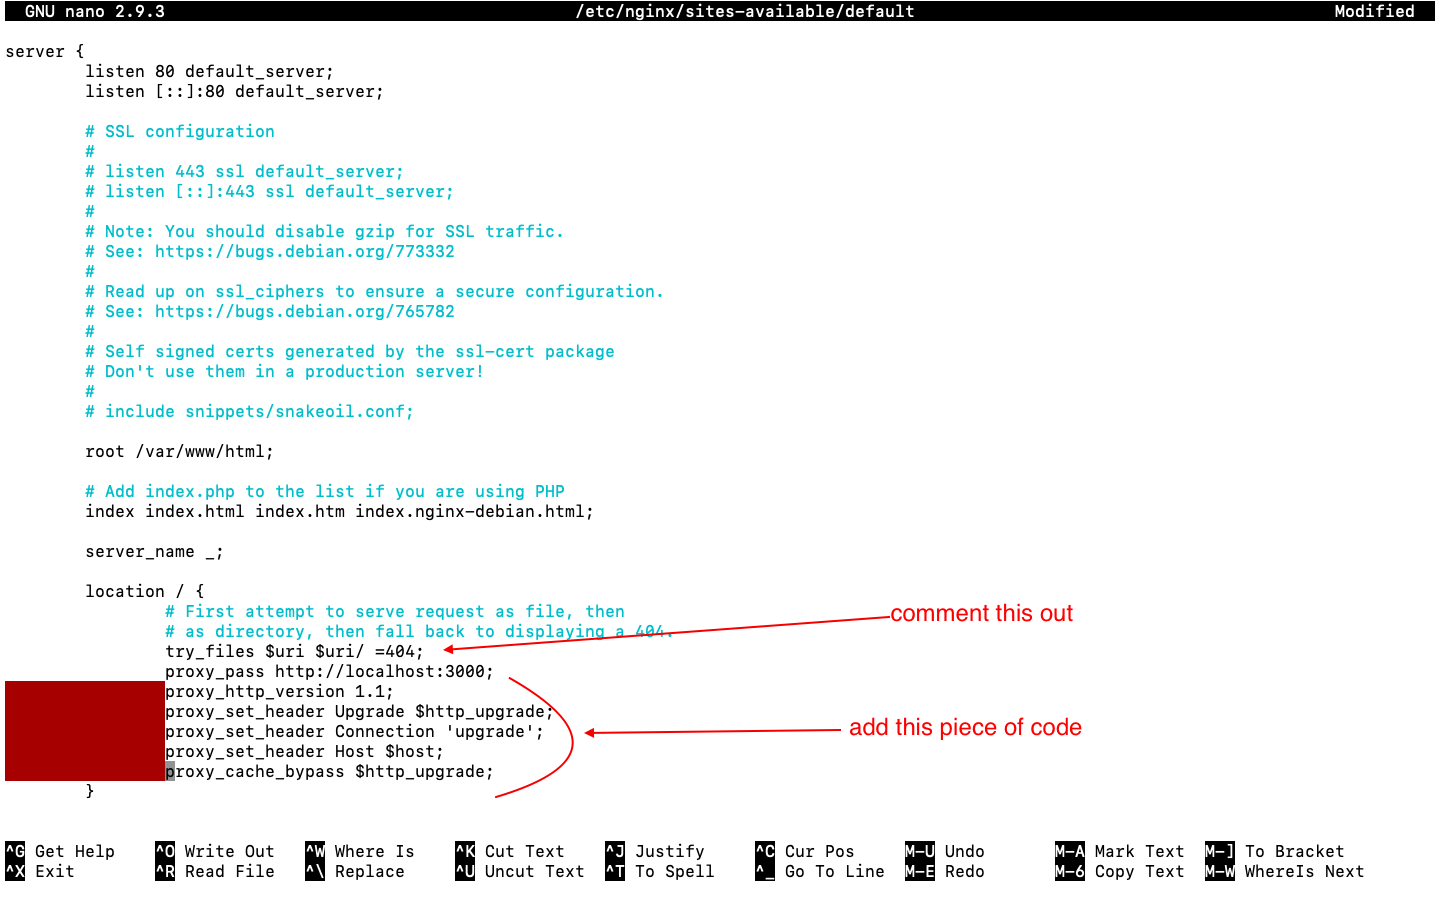 GNU nano 2.9.3 /etc/nginx/sites-available/default Modified
server {
listen 80 default_server;
listen [::]:80 default_server;
# SSL configuration
#
# listen 443 ssl default_server;
# listen [::]:443 ssl default_server;
#
# Note: You should disable gzip for SSL traffic.
# See: https://bugs.debian.org/773332
#
# Read up on ssl_ciphers to ensure a secure configuration.
# See: https://bugs.debian.org/765782
#
# Self signed certs generated by the ssl-cert package
# Don't use them in a production server!
#
# include snippets/snakeoil.conf;
root /var/www/html;
# Add index.php to the list if you are using PHP
index index.html index.htm index.nginx-debian.html;
server_name _;
location / {
# First attempt to serve request as file, then
comment this out
# as directory, then fall back to displaying a 404.
try_files $uri $uri/ =404;
proxy_pass http://localhost:3000;
proxy_http_version 1.1;
proxy_set_header Upgrade $http_upgrade;
add this piece of code
proxy_set_header Connection 'upgrade';
proxy_set_header Host $host;
proxy_cache_bypass $http_upgrade;
}
^G Get Help ^O Write Out ^W Where Is ^K Cut Text ^J Justify ^C Cur Pos M-U Undo M-A Mark Text M-] To Bracket
^X Exit ^R Read File ^\ Replace ^U Uncut Text ^T To Spell ^_ Go To Line M-E Redo M-6 Copy Text M-W WhereIs Next